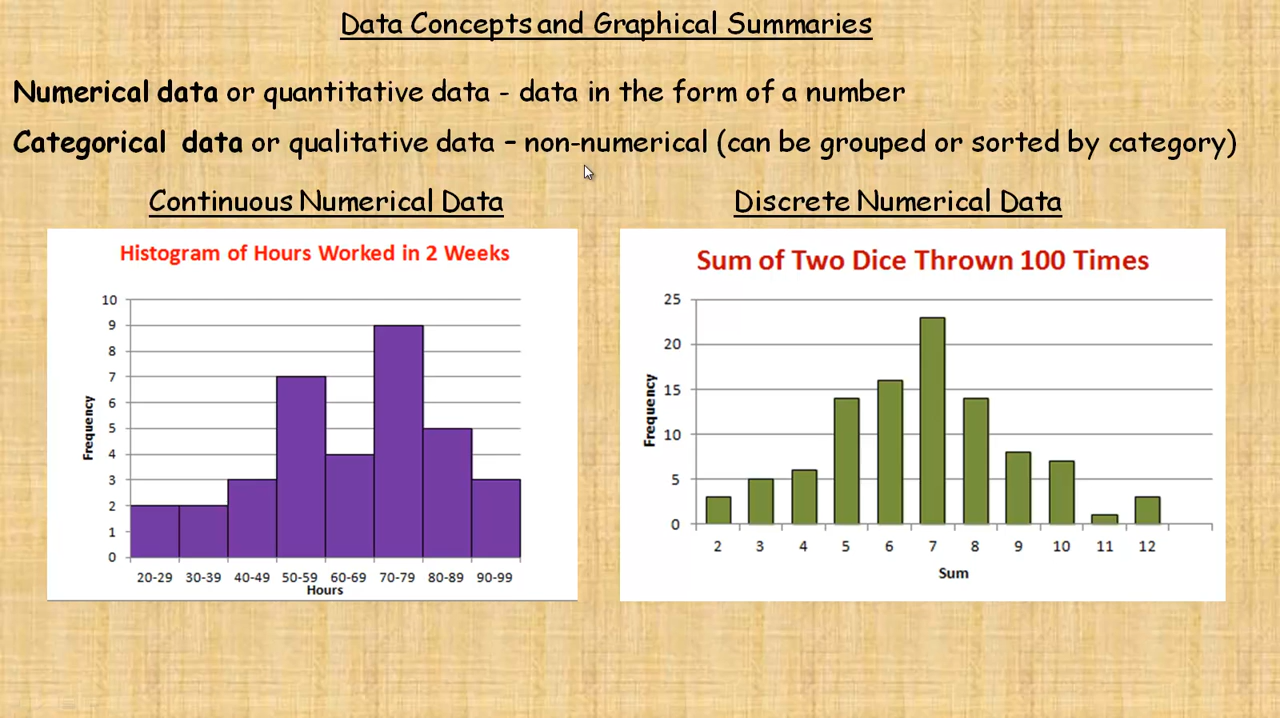 Data Concepts and Graphical Summaries
Numerical data or quantitative data - data in the form of a number
Categorical data or qualitative data – non-numerical (can be grouped or sorted by category)
Continuous Numerical Data
Histogram of Hours Worked in 2 Weeks
10
9
8
7
6
5
4
3
2
1
0
Frequency
20-29 30-39 40-49 50-59 60-69 70-79 80-89 90-99
Hours
Discrete Numerical Data
Sum of Two Dice Thrown 100 Times
25
20
15
10
5
0
Frequency
2 3 4 5 6 7 8 9 10 11 12
Sum